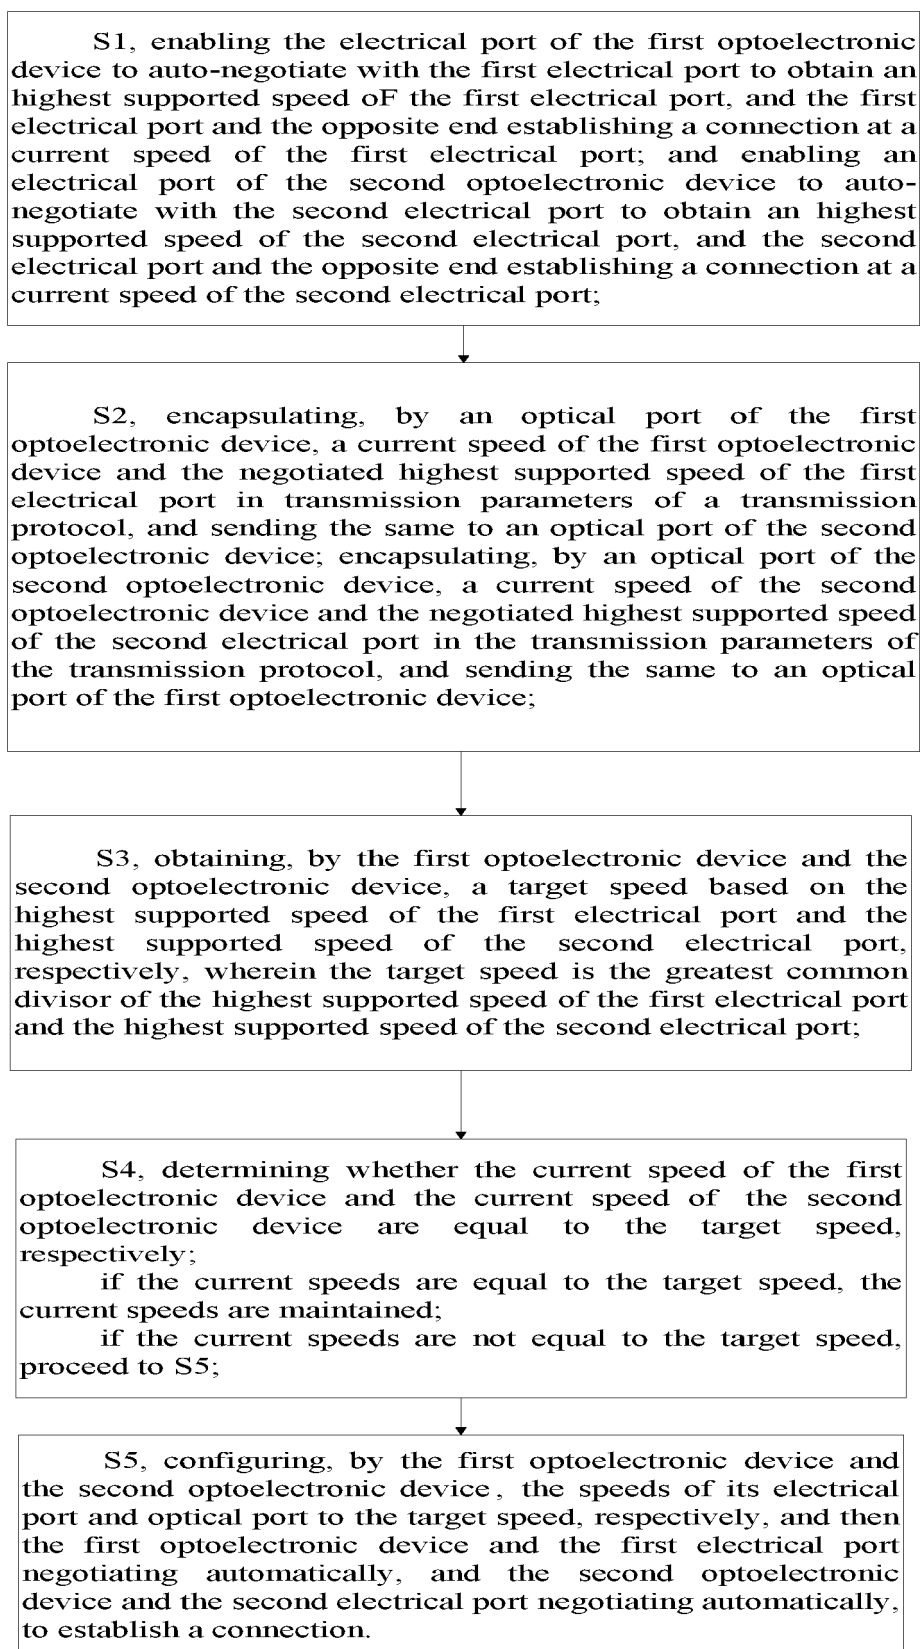 S1, enabling the electrical port of the first optoelectronic
device to auto-negotiate with the first electrical port to obtain an
highest supported speed oF the first electrical port, and the first
electrical port and the opposite end establishing a connection at a
current speed of the first electrical port; and enabling an
electrical port of the second optoelectronic device to auto-
negotiate with the second electrical port to obtain an highest
supported speed of the second electrical port, and the second
electrical port and the opposite end establishing a connection at a
current speed of the second electrical port;
S2, encapsulating, by an optical port of the first
optoelectronic device, a current speed of the first optoelectronic
device and the negotiated highest supported speed of the first
electrical port in transmission parameters of a transmission
protocol, and sending the same to an optical port of the second
optoelectronic device; encapsulating, by an optical port of the
second optoelectronic device, a current speed of the second
optoelectronic device and the negotiated highest supported speed
of the second electrical port in the transmission parameters of
the transmission protocol, and sending the same to an optical
port of the first optoelectronic device;
S3, obtaining, by the first optoelectronic device and the
second optoelectronic device, a target speed based on the
highest supported speed of the first electrical port and the
highest supported speed of the second electrical port,
respectively, wherein the target speed is the greatest common
divisor of the highest supported speed of the first electrical port
and the highest supported speed of the second electrical port;
S4, determining whether the current speed of the first
optoelectronic device and the current speed of the second
optoelectronic device are equal to the target speed,
respectively;
if the current speeds are equal to the target speed, the
current speeds are maintained;
if the current speeds are not equal to the target speed,
proceed to S5;
S5, configuring, by the first optoelectronic device and
the second optoelectronic device, the speeds of its electrical
port and optical port to the target speed, respectively, and then
the first optoelectronic device and the first electrical port
negotiating automatically, and the second optoelectronic
device and the second electrical port negotiating automatically,
to establish a connection.